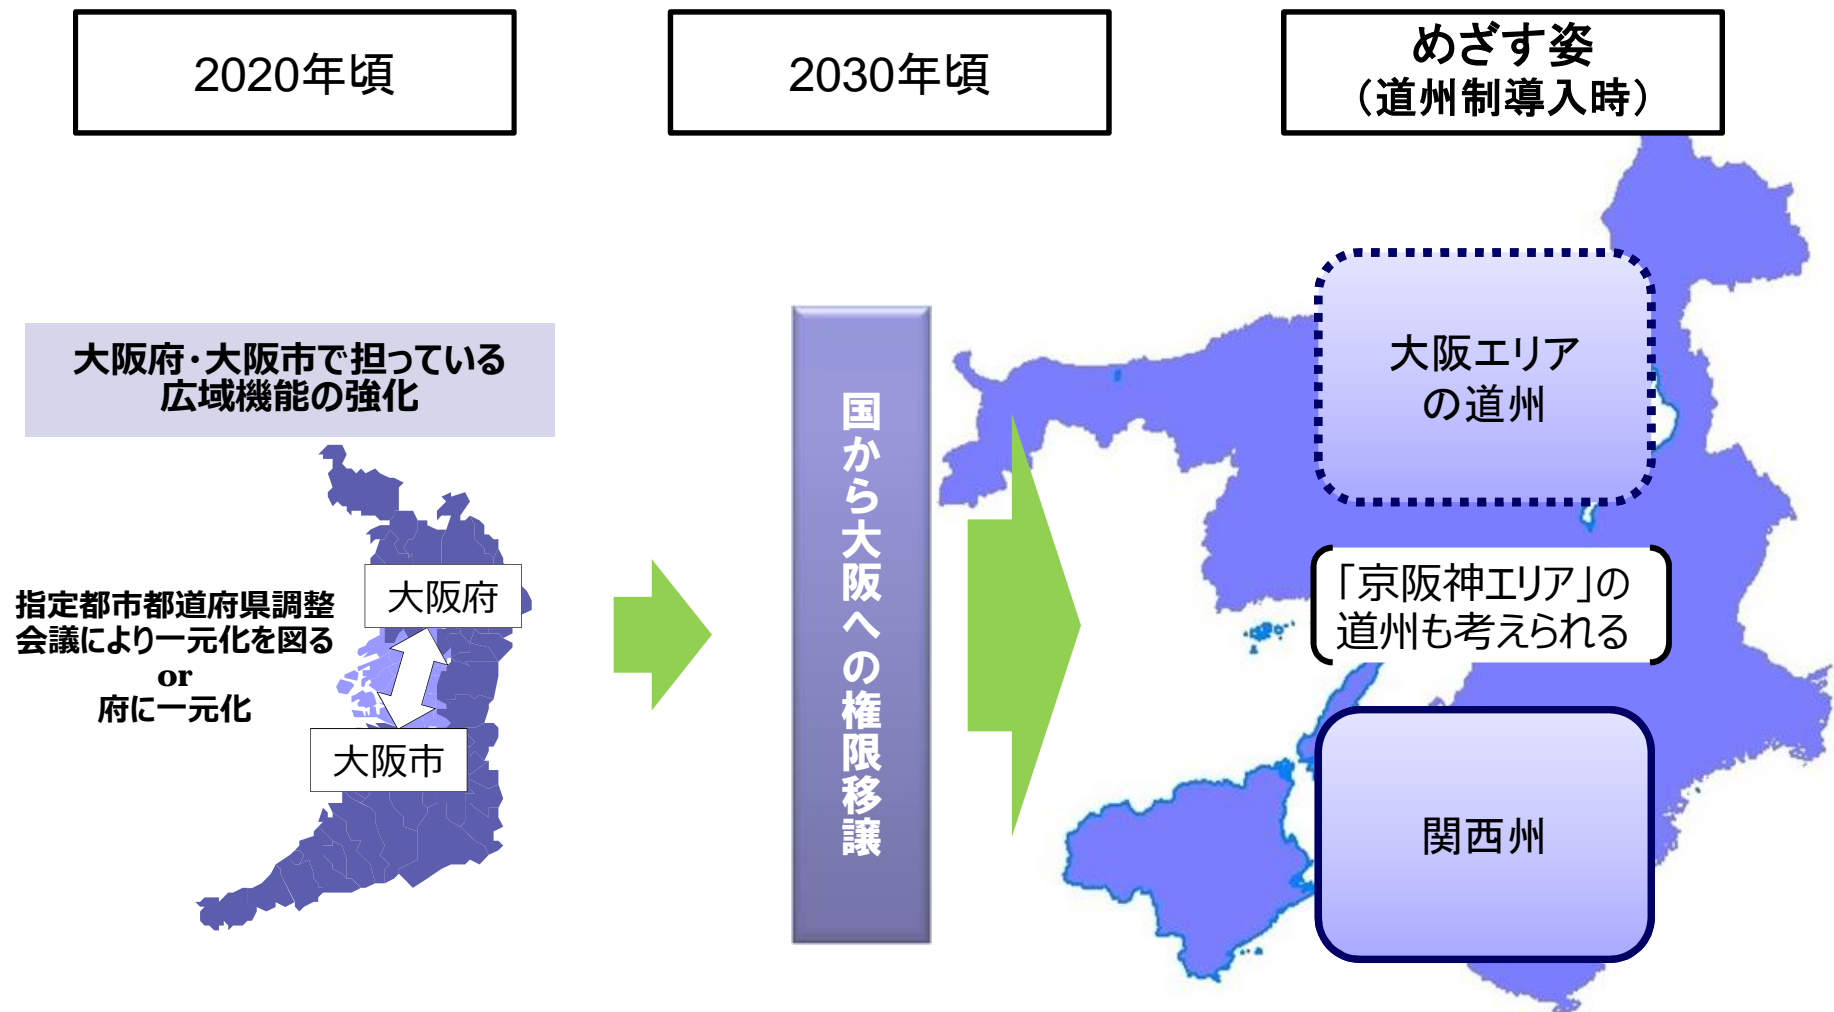 2020年頃
2030年頃
めざす姿
（道州制導入時）
大阪府・大阪市で担っている
広域機能の強化
指定都市都道府県調整
会議により一元化を図る
or
府に一元化
大阪府
大阪市
国から大阪への権限移譲
大阪エリア
の道州
「京阪神エリア」の
道州も考えられる
関西州